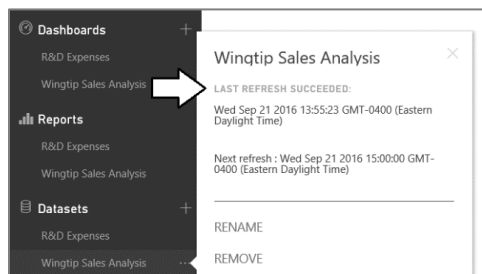 Dashboards +
R&D Expenses
Wingtip Sales Analysis
Reports
R&D Expenses
Wingtip Sales Analysis
Datasets +
R&D Expenses
Wingtip Sales Analysis ...
Wingtip Sales Analysis ×
LAST REFRESH SUCCEEDED:
Wed Sep 21 2016 13:55:23 GMT-0400 (Eastern
Daylight Time)
Next refresh : Wed Sep 21 2016 15:00:00 GMT-
0400 (Eastern Daylight Time)
RENAME
REMOVE